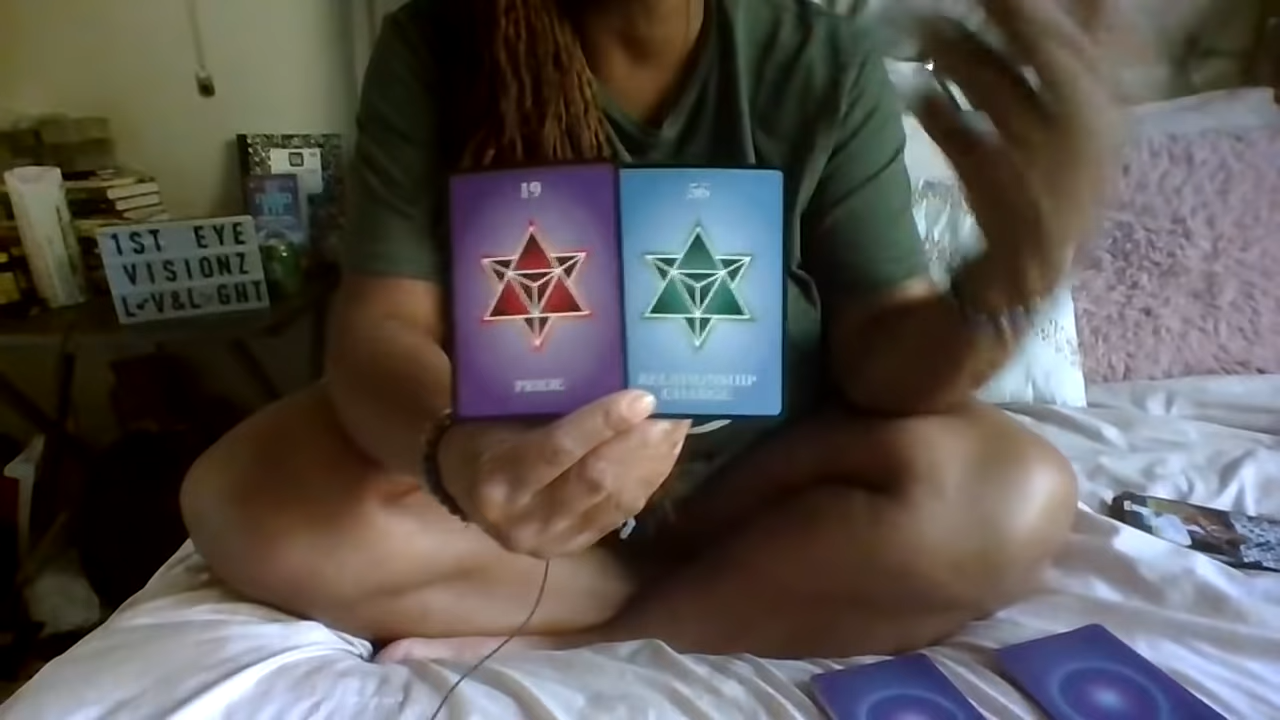 1ST EYE
VISIONZ
L✓V&L GHT
19
PRIDE
56
RELATIONSHIP
CHANGE